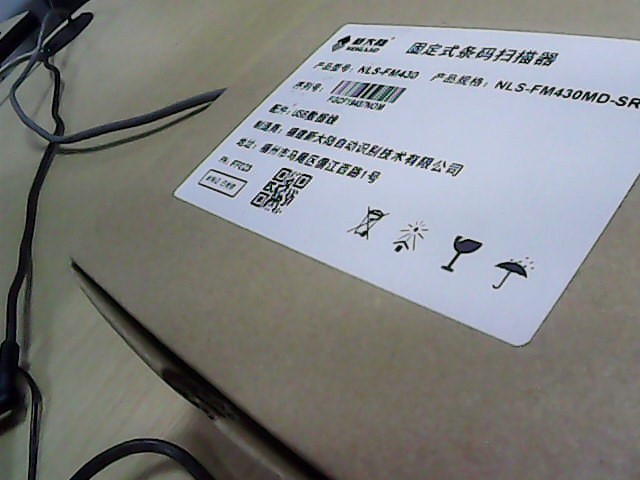 新大陆
NEWLAND
固定式条码扫描器
产品型号: NLS-FM430 产品规格: NLS-FM430MD-SR
序列号:
配件: USB数据线
制造商: 福建新大陆自动识别技术有限公司
地址: 福州市马尾区儒江西路1号